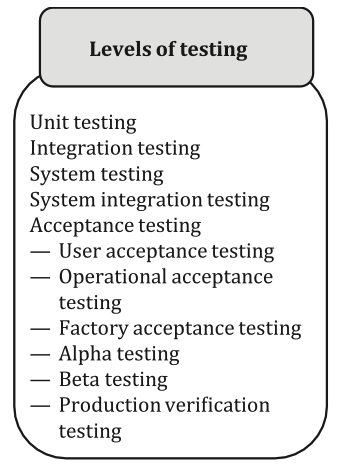 Levels of testing
Unit testing
Integration testing
System testing
System integration testing
Acceptance testing
— User acceptance testing
— Operational acceptance
testing
— Factory acceptance testing
— Alpha testing
— Beta testing
— Production verification
testing